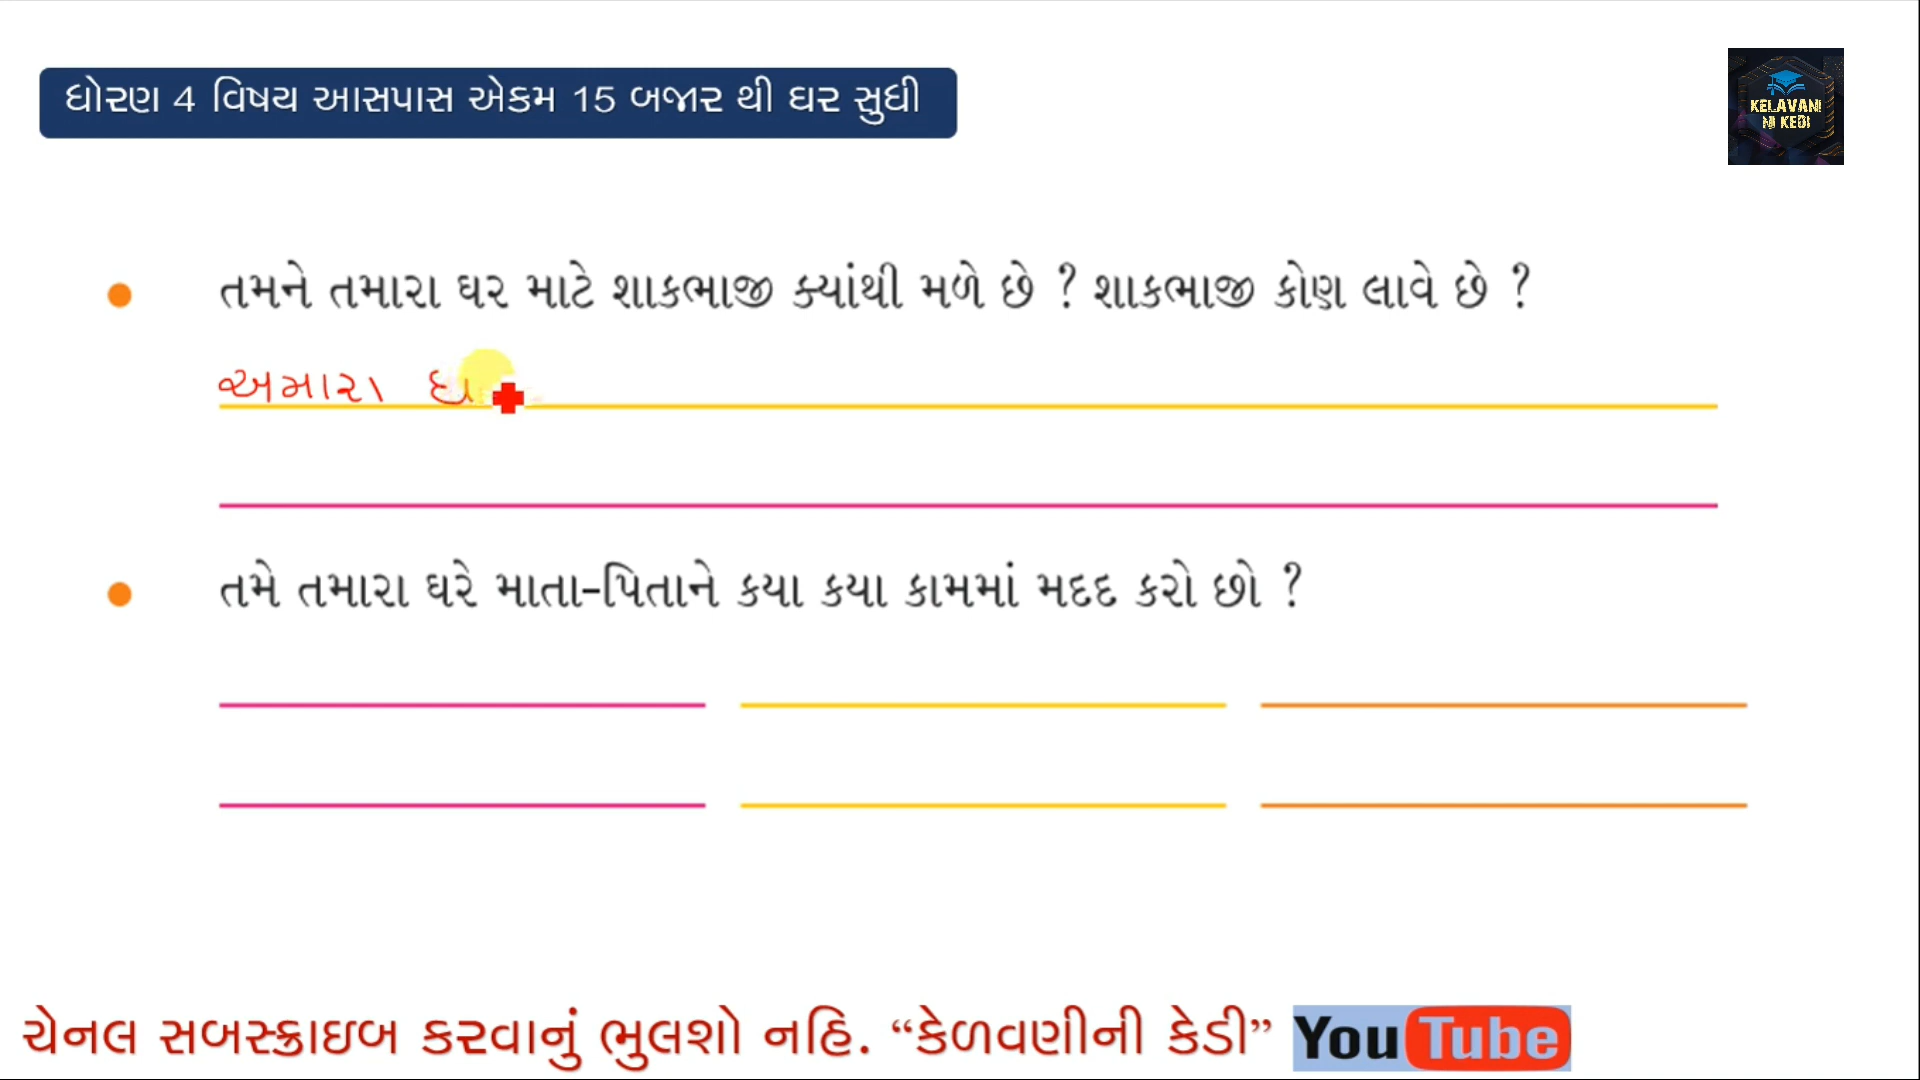 ધોરણ 4 વિષય આસપાસ એકમ 15 બજાર થી ઘર સુધી
KELAVANI
NI KEDI
તમને તમારા ઘર માટે શાકભાજી ક્યાંથી મળે છે ? શાકભાજી કોણ લાવે છે ?
અમારા ઘ
તમે તમારા ઘરે માતા-પિતાને કયા કયા કામમાં મદદ કરો છો ?
ચેનલ સબસ્ક્રાઇબ કરવાનું ભુલશો નહિ. “કેળવણીની કેડી” YouTube